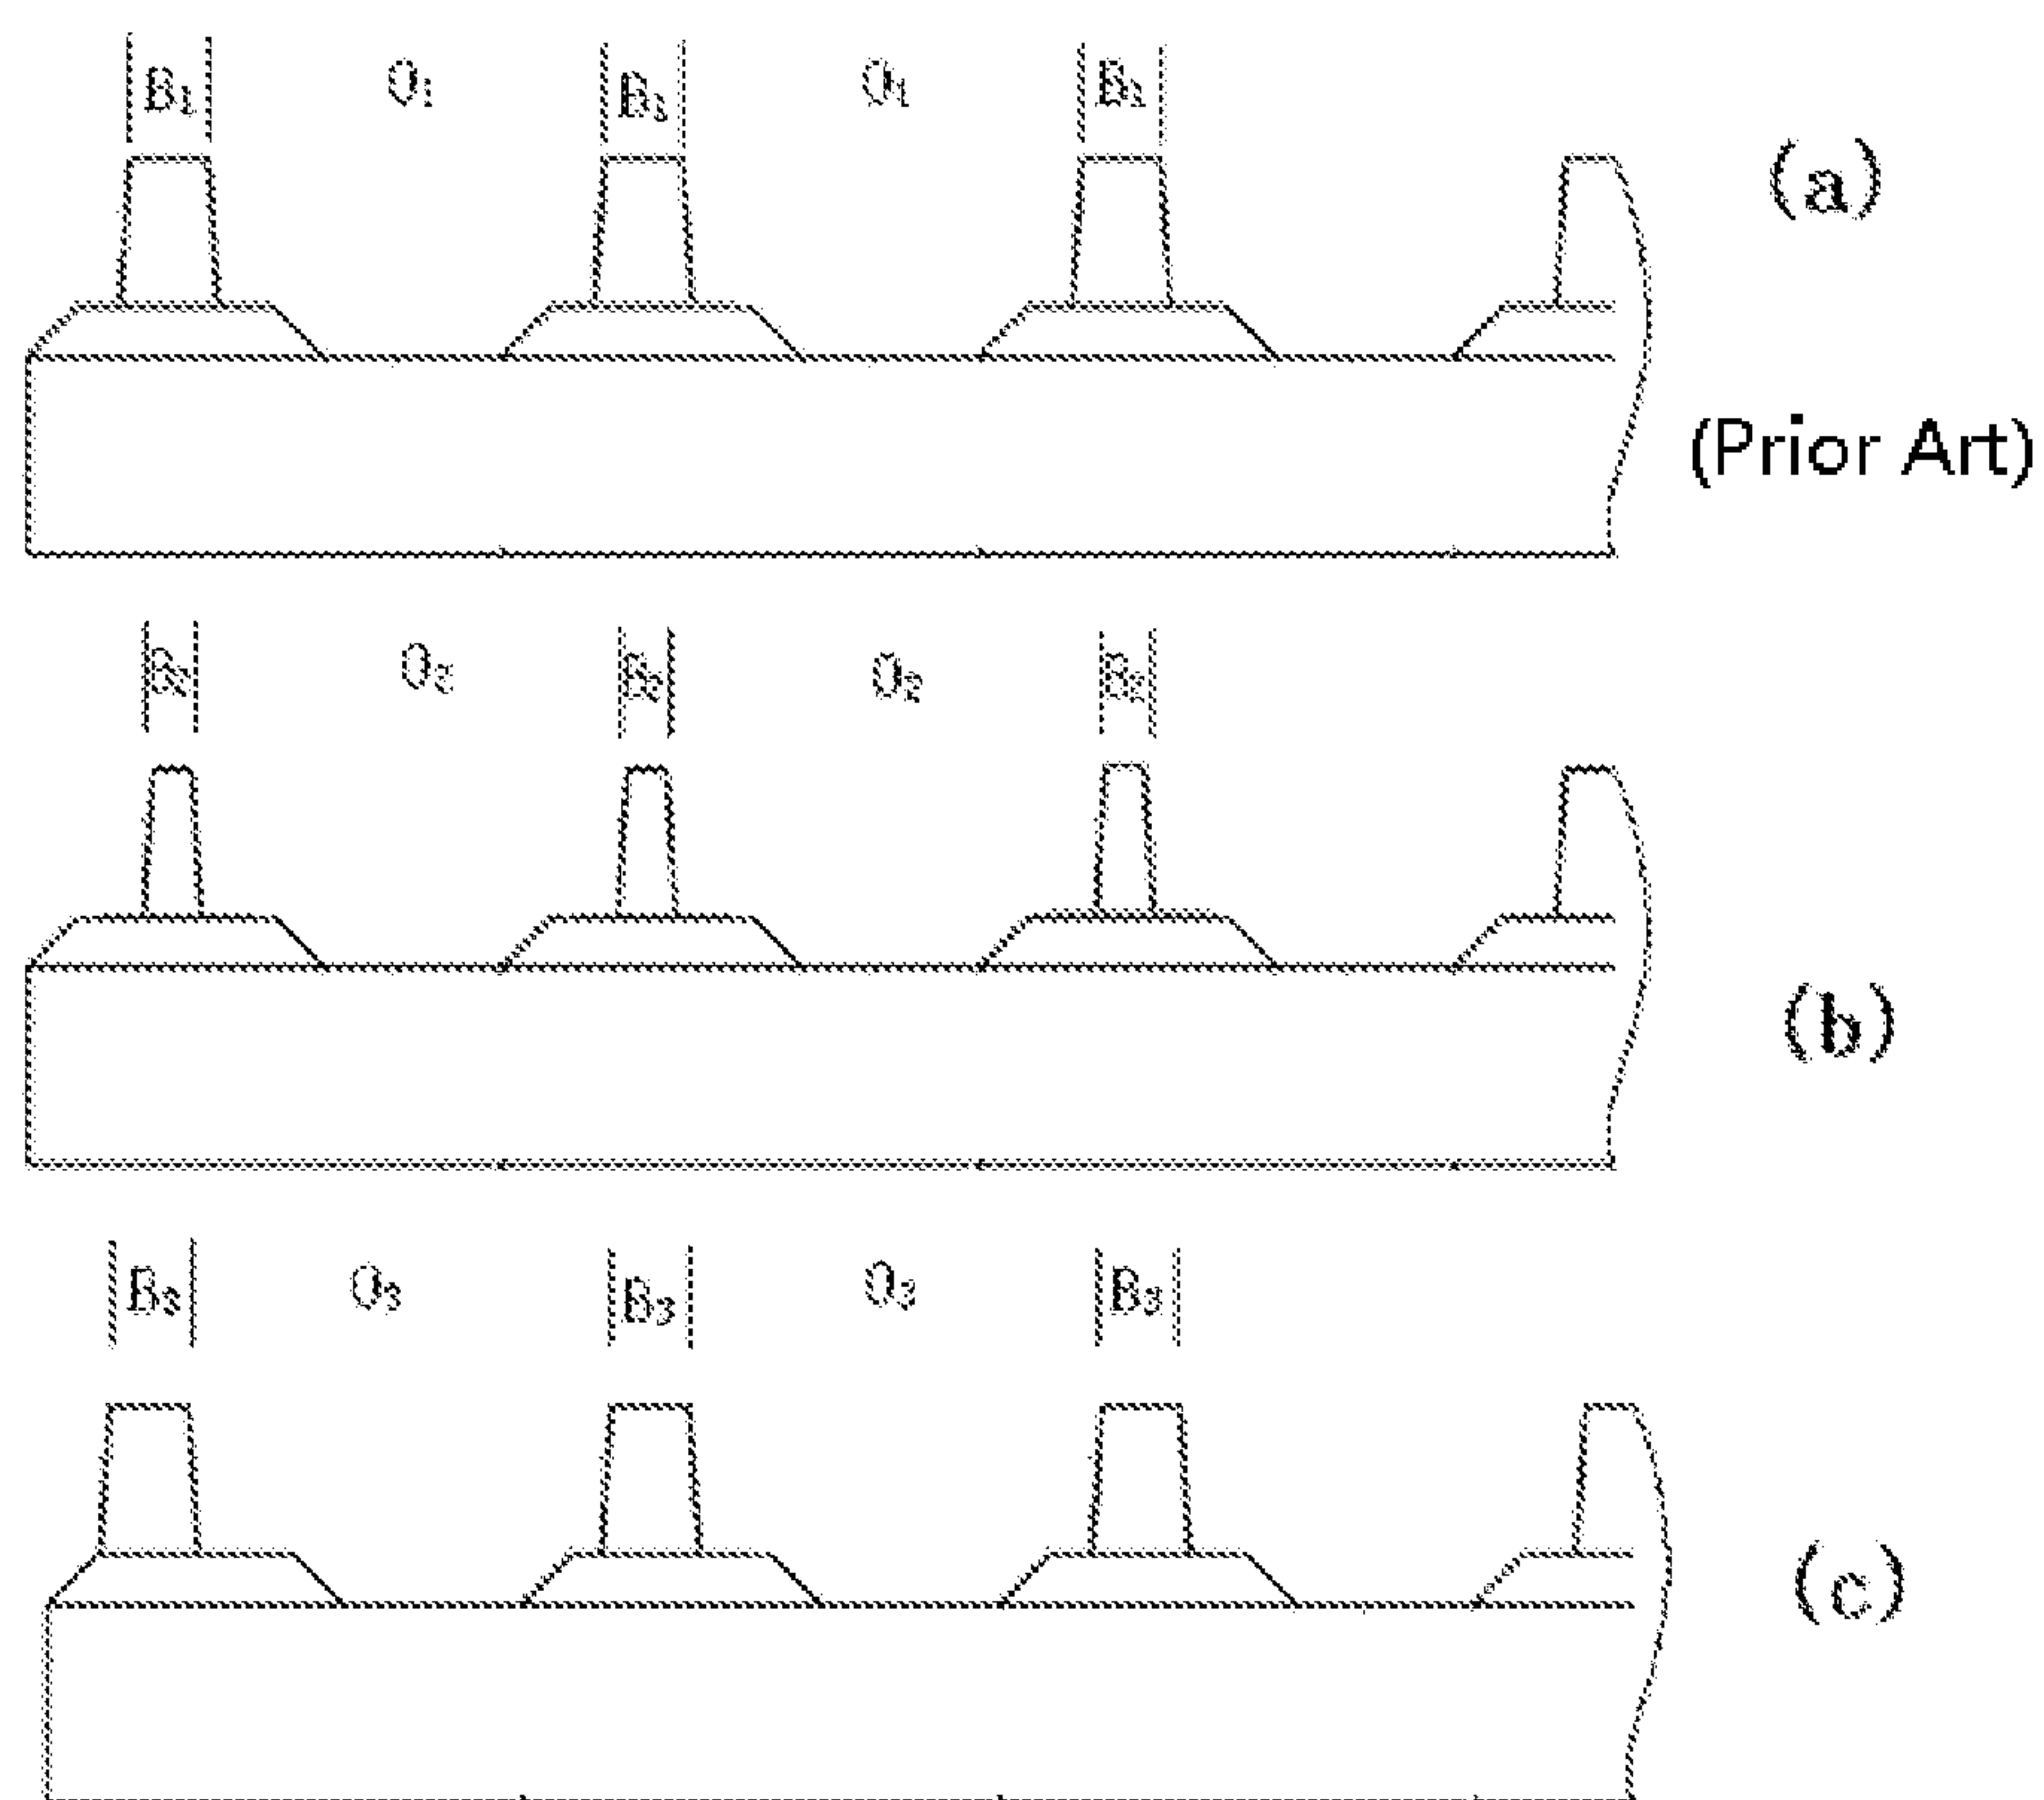 B₁ O₁ B₁ O₁ B₁
(a)
(Prior Art)
B₂ O₂ B₂ O₂ B₂
(b)
B₃ O₃ B₃ O₃ B₃
(c)